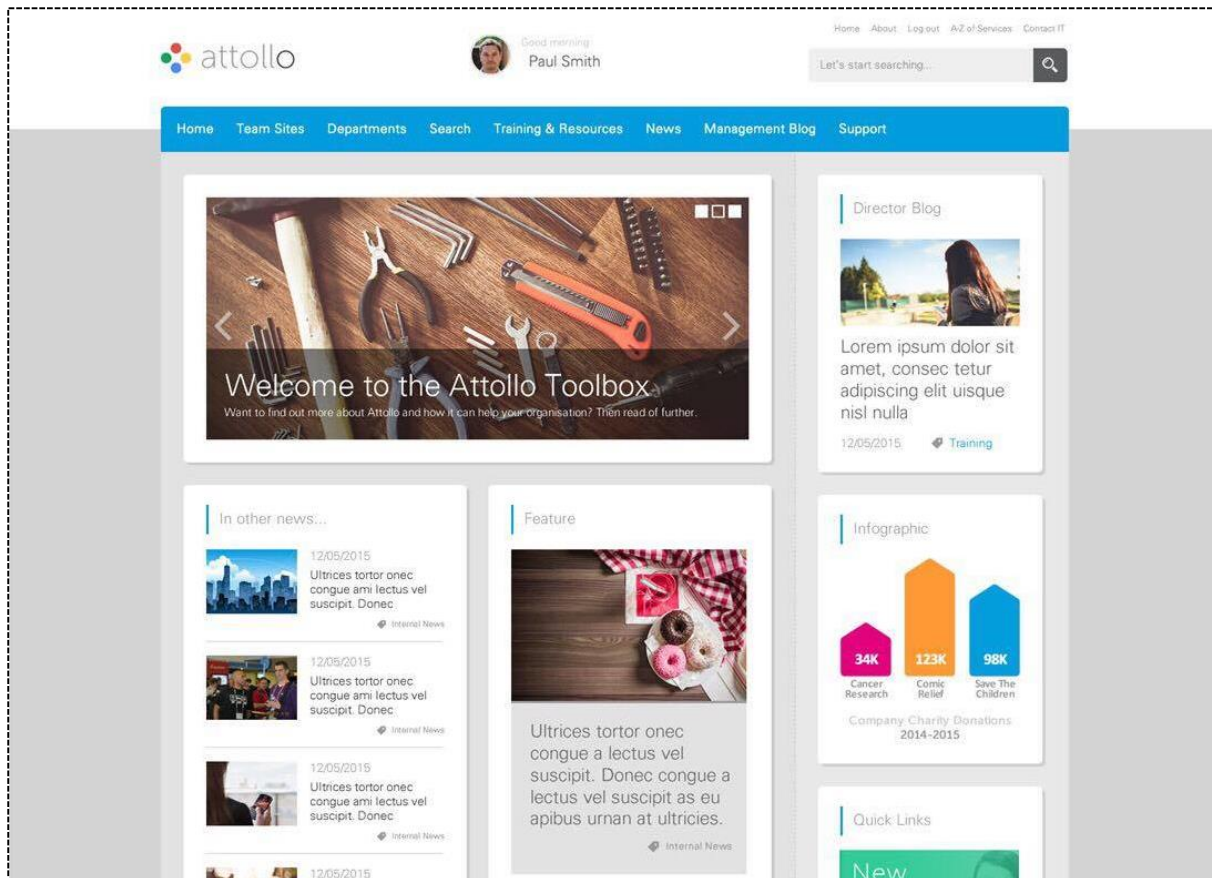 Home About Log out A-Z of Services Contact IT
attollo
Good morning
Paul Smith
Let's start searching...
Home Team Sites Departments Search Training & Resources News Management Blog Support
Welcome to the Attollo Toolbox
Want to find out more about Attollo and how it can help your organisation? Then read of further.
In other news...
12/05/2015
Ultrices tortor onec
congue ami lectus vel
suscipit. Donec
Internal News
12/05/2015
Ultrices tortor onec
congue ami lectus vel
suscipit. Donec
Internal News
12/05/2015
Ultrices tortor onec
congue ami lectus vel
suscipit. Donec
Internal News
12/05/2015
Feature
Ultrices tortor onec
congue a lectus vel
suscipit. Donec congue a
lectus vel suscipit as eu
apibus urnan at ultricies.
Internal News
Director Blog
Lorem ipsum dolor sit
amet, consec tetur
adipiscing elit uisque
nisl nulla
12/05/2015 Training
Infographic
34K 123K 98K
Cancer Comic Save The
Research Relief Children
Company Charity Donations
2014-2015
Quick Links
New